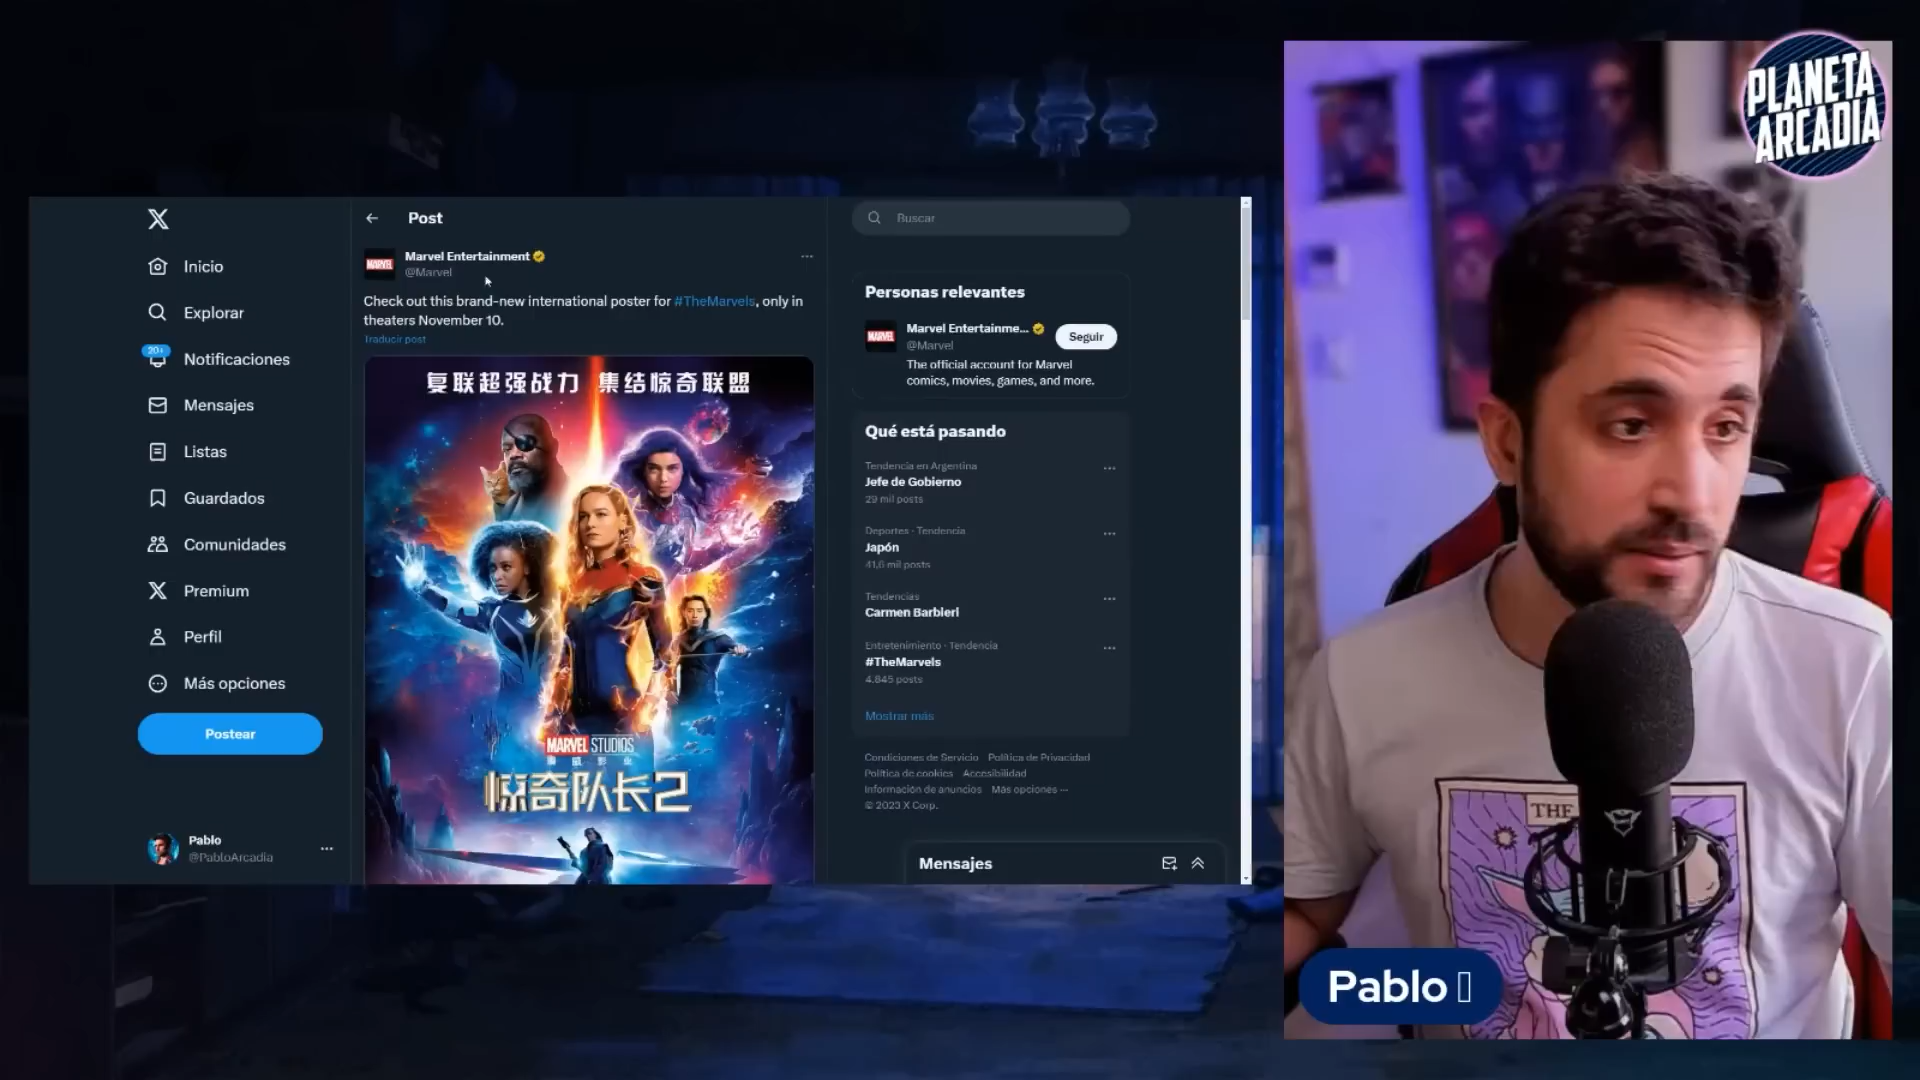 PLANETA
ARCADIA
Post
Buscar
Inicio
Explorar
20+
Notificaciones
Mensajes
Listas
Guardados
Comunidades
Premium
Perfil
Más opciones
Postear
Pablo
@PabloArcadia
MARVEL
Marvel Entertainment
@Marvel
Check out this brand-new international poster for #TheMarvels, only in
theaters November 10.
Traducir post
复联超强战力 集结惊奇联盟
MARVEL STUDIOS
漫威影业
惊奇队长2
Personas relevantes
MARVEL
Marvel Entertainme...
@Marvel
Seguir
The official account for Marvel
comics, movies, games, and more.
Qué está pasando
Tendencia en Argentina
Jefe de Gobierno
29 mil posts
Deportes · Tendencia
Japón
41,6 mil posts
Tendencias
Carmen Barbieri
Entretenimiento · Tendencia
#TheMarvels
4.845 posts
Mostrar más
Condiciones de Servicio Política de Privacidad
Política de cookies Accesibilidad
Información de anuncios Más opciones ···
© 2023 X Corp.
Mensajes
THE
Pablo